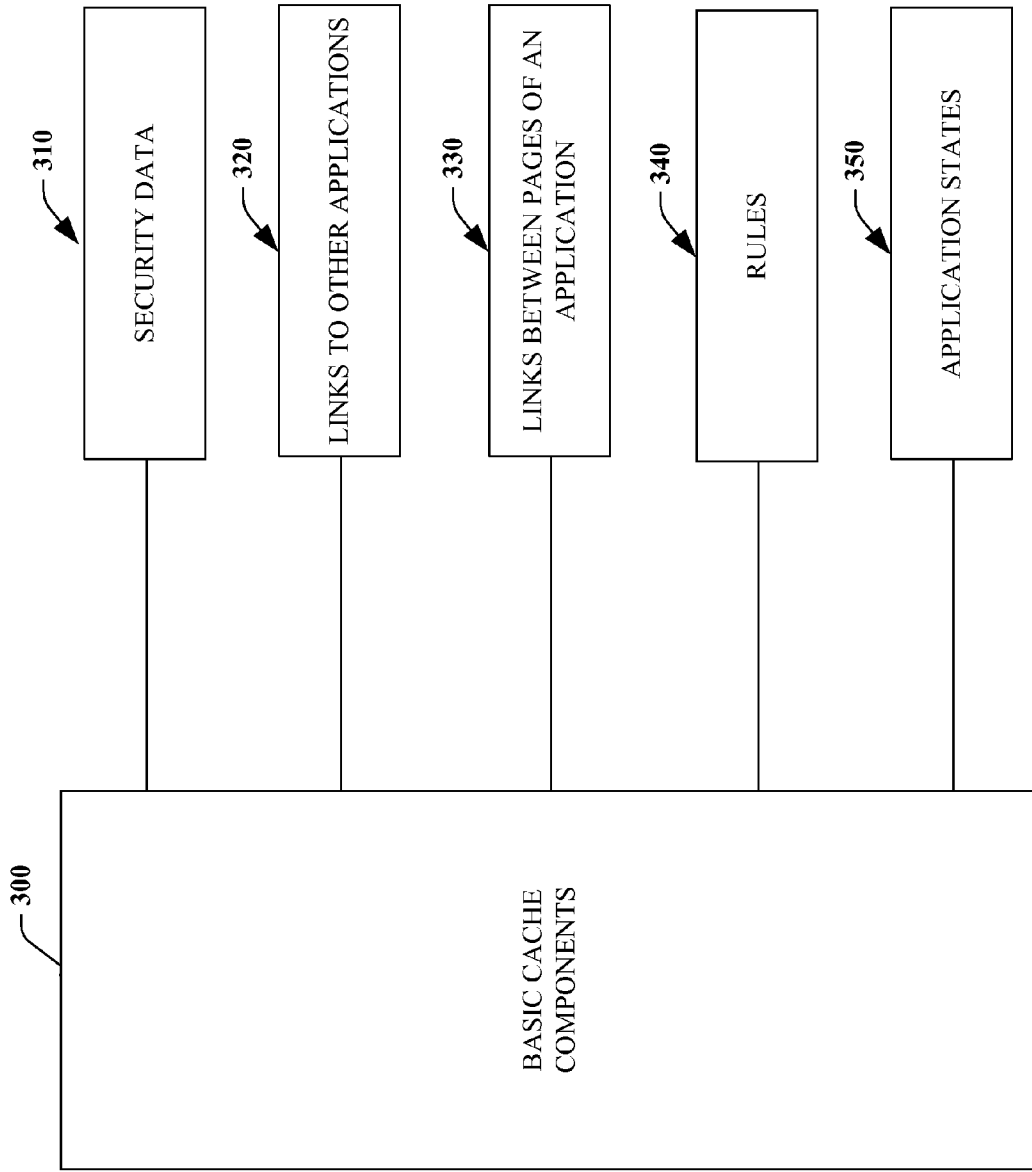 300
BASIC CACHE
COMPONENTS
310
SECURITY DATA
320
LINKS TO OTHER APPLICATIONS
330
LINKS BETWEEN PAGES OF AN
APPLICATION
340
RULES
350
APPLICATION STATES